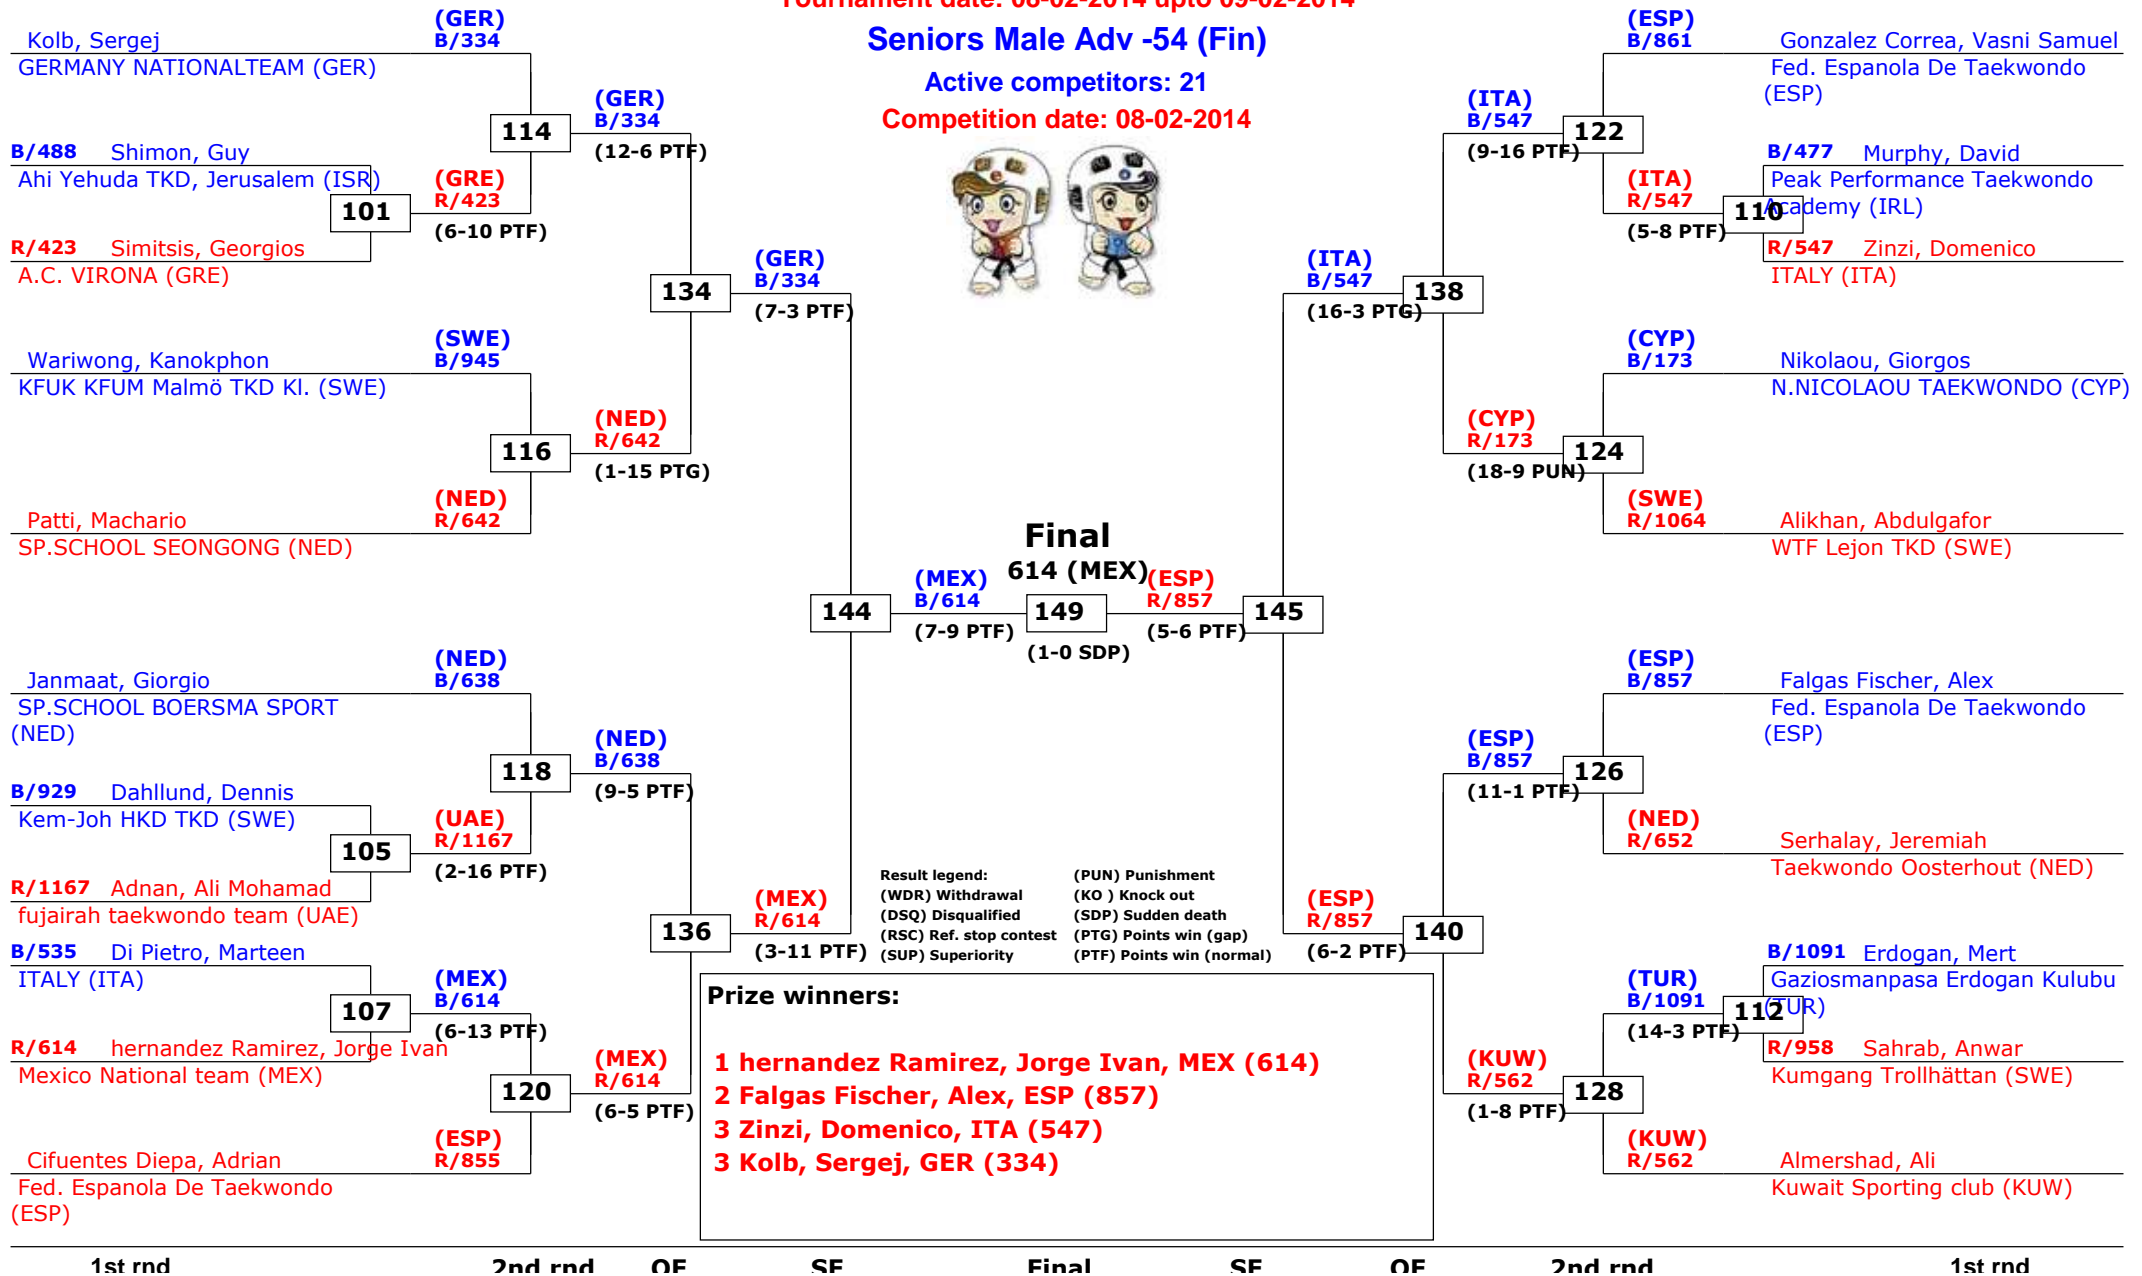 Tournament date: 08-02-2014 upto 09-02-2014
Seniors Male Adv -54 (Fin)
Active competitors: 21
Competition date: 08-02-2014
(GER)
B/334
Kolb, Sergej
GERMANY NATIONALTEAM (GER)
114
(GER)
B/334
(12-6 PTF)
B/488 Shimon, Guy
Ahi Yehuda TKD, Jerusalem (ISR)
101
(GRE)
R/423
(6-10 PTF)
R/423 Simitsis, Georgios
A.C. VIRONA (GRE)
134
(GER)
B/334
(7-3 PTF)
(SWE)
B/945
Wariwong, Kanokphon
KFUK KFUM Malmö TKD Kl. (SWE)
116
(NED)
R/642
(1-15 PTG)
(NED)
R/642
Patti, Machario
SP.SCHOOL SEONGONG (NED)
144
(MEX)
B/614
(7-9 PTF)
(NED)
B/638
Janmaat, Giorgio
SP.SCHOOL BOERSMA SPORT
(NED)
118
(NED)
B/638
(9-5 PTF)
B/929 Dahllund, Dennis
Kem-Joh HKD TKD (SWE)
105
(UAE)
R/1167
(2-16 PTF)
R/1167 Adnan, Ali Mohamad
fujairah taekwondo team (UAE)
136
(MEX)
R/614
(3-11 PTF)
B/535 Di Pietro, Marteen
ITALY (ITA)
107
(MEX)
B/614
(6-13 PTF)
R/614 hernandez Ramirez, Jorge Ivan
Mexico National team (MEX)
120
(MEX)
R/614
(6-5 PTF)
(ESP)
R/855
Cifuentes Diepa, Adrian
Fed. Espanola De Taekwondo
(ESP)
Final
614 (MEX)
149
(1-0 SDP)
(ESP)
R/857
(5-6 PTF)
145
(ESP)
B/861
Gonzalez Correa, Vasni Samuel
Fed. Espanola De Taekwondo
(ESP)
(ITA)
B/547
(9-16 PTF)
122
B/477 Murphy, David
Peak Performance Taekwondo
Academy (IRL)
(ITA)
R/547
(5-8 PTF)
110
R/547 Zinzi, Domenico
ITALY (ITA)
(ITA)
B/547
(16-3 PTG)
138
(CYP)
B/173
Nikolaou, Giorgos
N.NICOLAOU TAEKWONDO (CYP)
(CYP)
R/173
(18-9 PUN)
124
(SWE)
R/1064
Alikhan, Abdulgafor
WTF Lejon TKD (SWE)
(ESP)
B/857
Falgas Fischer, Alex
Fed. Espanola De Taekwondo
(ESP)
(ESP)
B/857
(11-1 PTF)
126
(NED)
R/652
Serhalay, Jeremiah
Taekwondo Oosterhout (NED)
(ESP)
R/857
(6-2 PTF)
140
B/1091 Erdogan, Mert
Gaziosmanpasa Erdogan Kulubu
(TUR)
(TUR)
B/1091
(14-3 PTF)
112
R/958 Sahrab, Anwar
Kumgang Trollhättan (SWE)
(KUW)
R/562
(1-8 PTF)
128
(KUW)
R/562
Almershad, Ali
Kuwait Sporting club (KUW)
Result legend: (PUN) Punishment
(WDR) Withdrawal (KO ) Knock out
(DSQ) Disqualified (SDP) Sudden death
(RSC) Ref. stop contest (PTG) Points win (gap)
(SUP) Superiority (PTF) Points win (normal)
Prize winners:
1 hernandez Ramirez, Jorge Ivan, MEX (614)
2 Falgas Fischer, Alex, ESP (857)
3 Zinzi, Domenico, ITA (547)
3 Kolb, Sergej, GER (334)
1st rnd 2nd rnd QF SF Final SF QF 2nd rnd 1st rnd